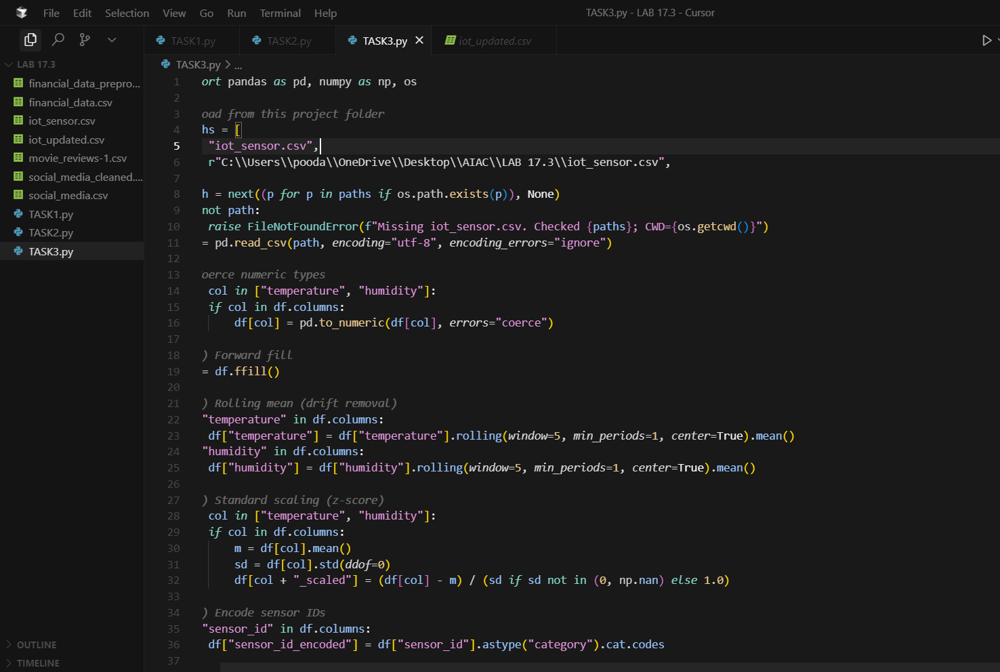 File Edit Selection View Go Run Terminal Help
TASK3.py - LAB 17.3 - Cursor
TASK1.py
TASK2.py
TASK3.py
iot_updated.csv
LAB 17.3
financial_data_prepro...
financial_data.csv
iot_sensor.csv
iot_updated.csv
movie_reviews-1.csv
social_media_cleaned....
social_media.csv
TASK1.py
TASK2.py
TASK3.py
OUTLINE
TIMELINE
TASK3.py > ...
1 ort pandas as pd, numpy as np, os
2
3 oad from this project folder
4 hs = [
5 "iot_sensor.csv",
6 r"C:\\Users\\pooda\\OneDrive\\Desktop\\AIAC\\LAB 17.3\\iot_sensor.csv",
7
8 h = next((p for p in paths if os.path.exists(p)), None)
9 not path:
10 raise FileNotFoundError(f"Missing iot_sensor.csv. Checked {paths}; CWD={os.getcwd()}")
11 = pd.read_csv(path, encoding="utf-8", encoding_errors="ignore")
12
13 oerce numeric types
14 col in ["temperature", "humidity"]:
15 if col in df.columns:
16 df[col] = pd.to_numeric(df[col], errors="coerce")
17
18 ) Forward fill
19 = df.ffill()
20
21 ) Rolling mean (drift removal)
22 "temperature" in df.columns:
23 df["temperature"] = df["temperature"].rolling(window=5, min_periods=1, center=True).mean()
24 "humidity" in df.columns:
25 df["humidity"] = df["humidity"].rolling(window=5, min_periods=1, center=True).mean()
26
27 ) Standard scaling (z-score)
28 col in ["temperature", "humidity"]:
29 if col in df.columns:
30 m = df[col].mean()
31 sd = df[col].std(ddof=0)
32 df[col + "_scaled"] = (df[col] - m) / (sd if sd not in (0, np.nan) else 1.0)
33
34 ) Encode sensor IDs
35 "sensor_id" in df.columns:
36 df["sensor_id_encoded"] = df["sensor_id"].astype("category").cat.codes
37